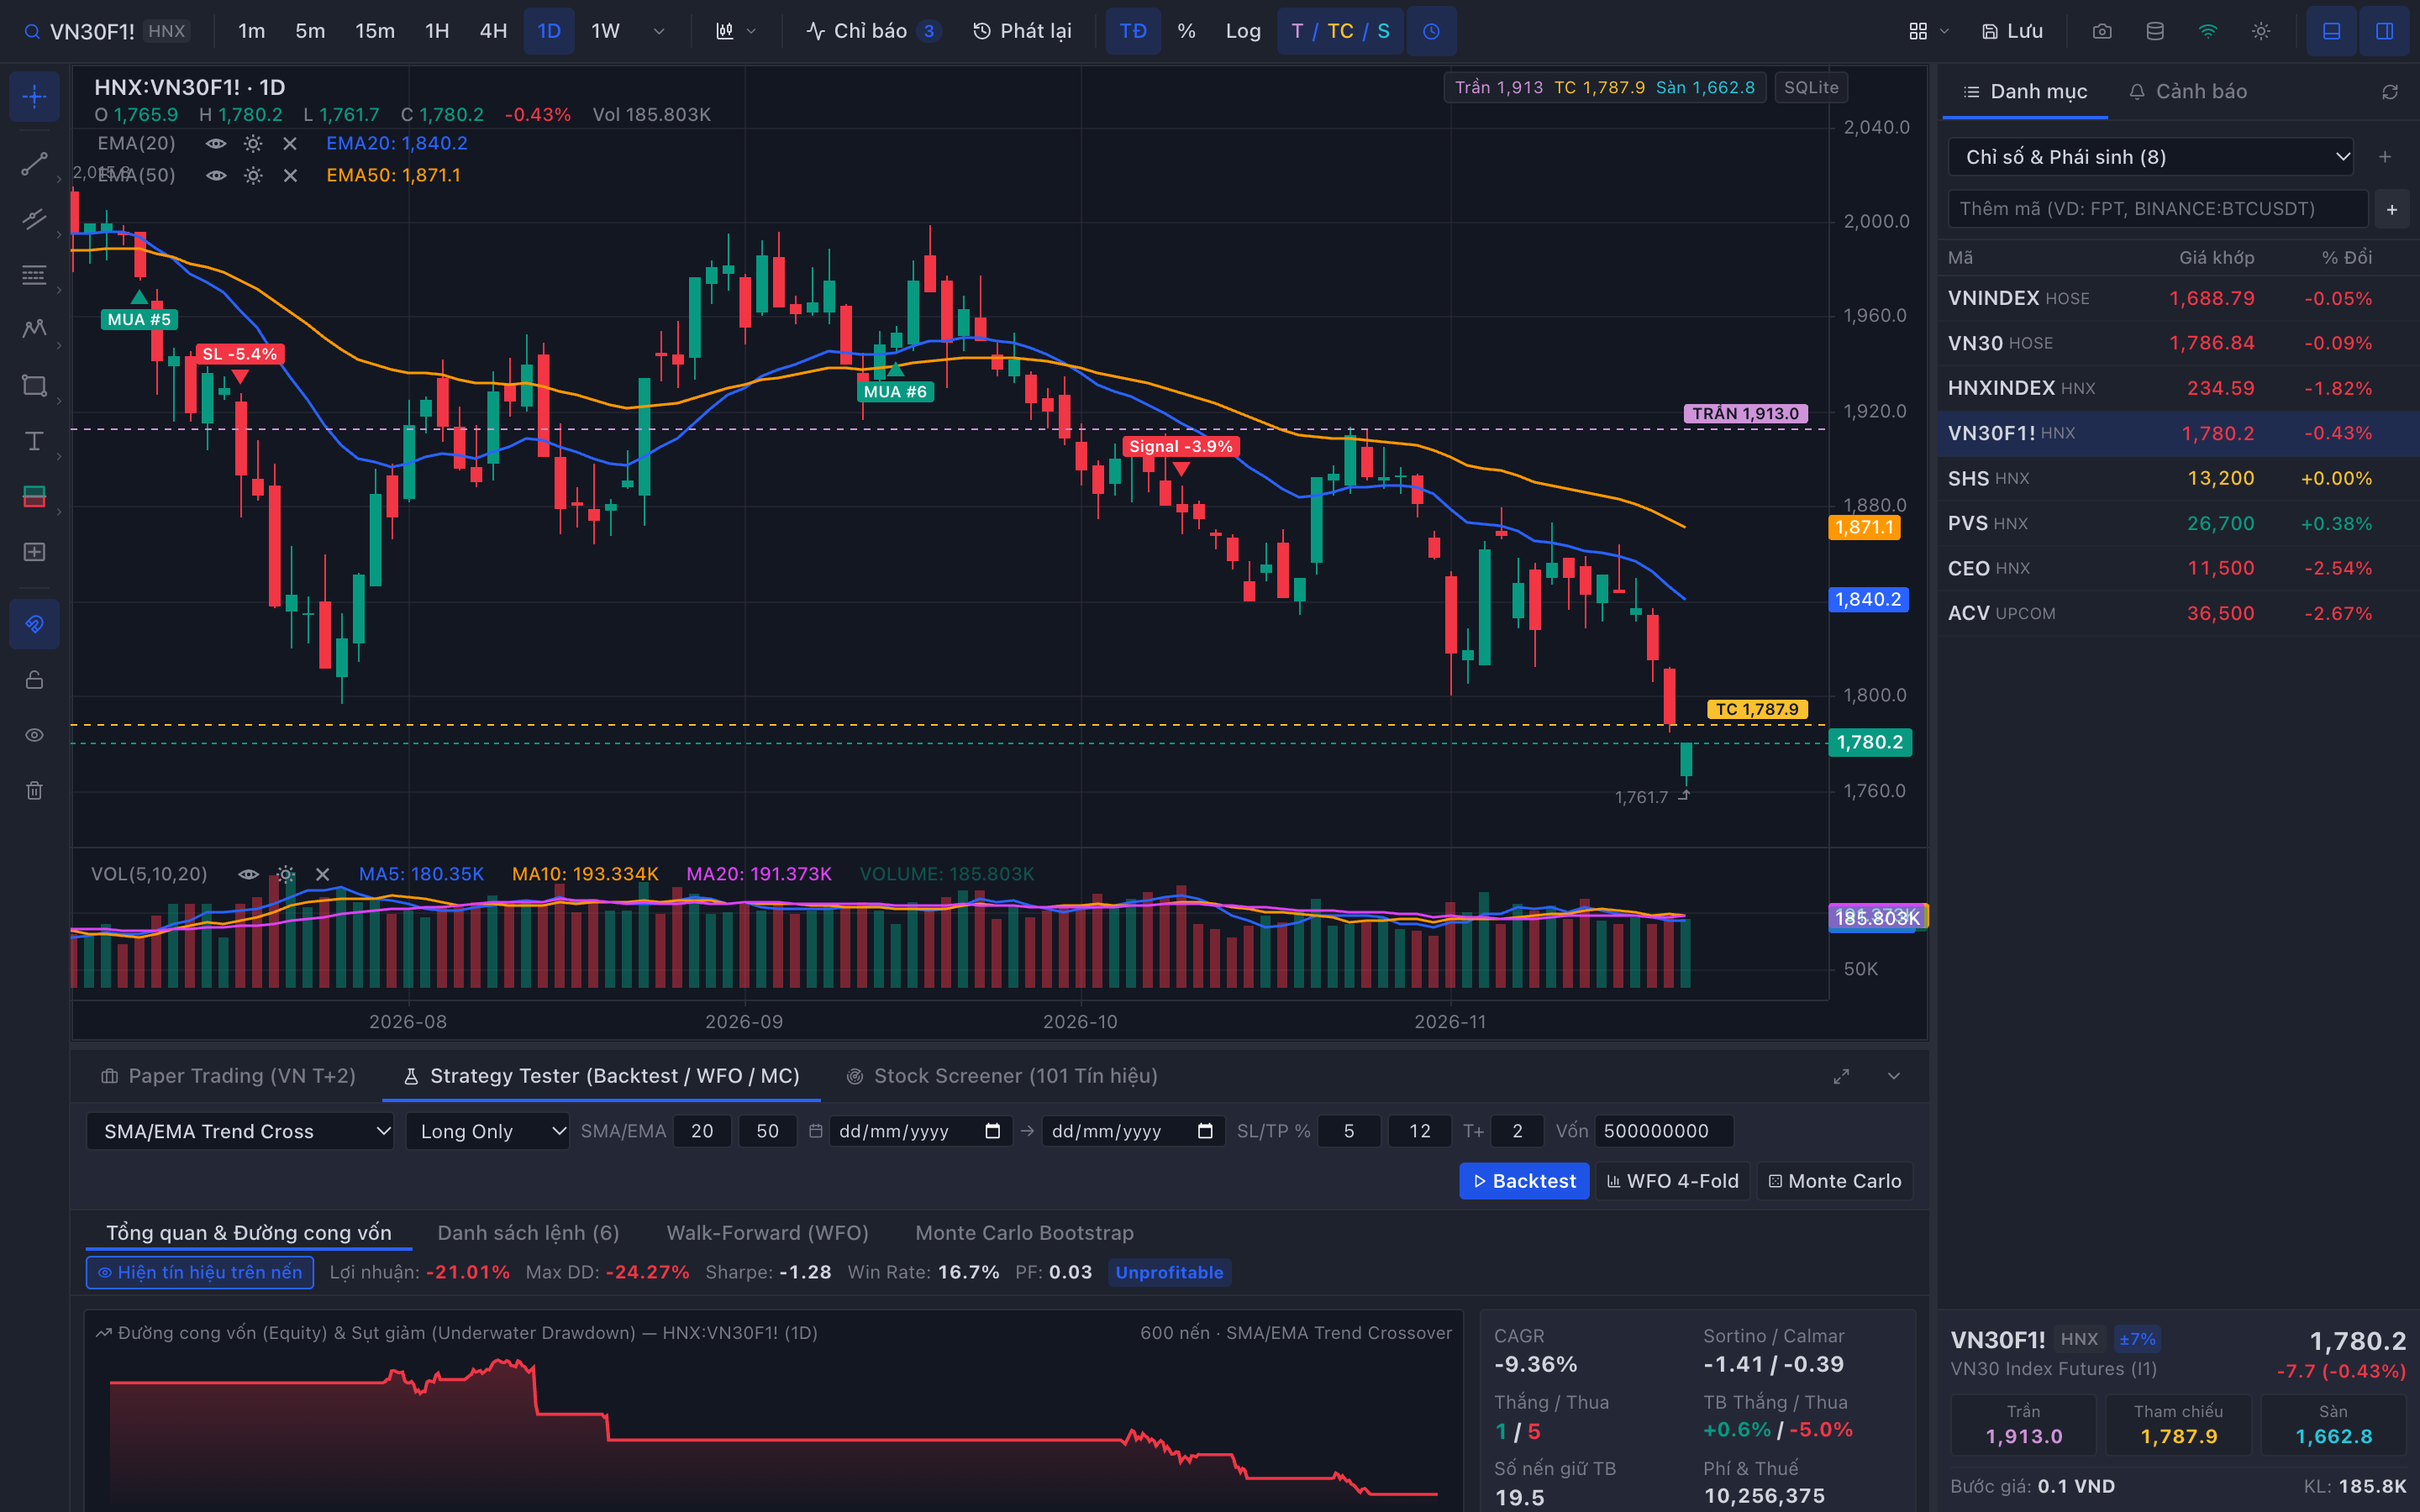 VN30F1! HNX 1m 5m 15m 1H 4H 1D 1W Chỉ báo 3 Phát lại TĐ % Log T / TC / S Lưu
HNX:VN30F1! · 1D
Trần 1,913 TC 1,787.9 Sàn 1,662.8 SQLite
O 1,765.9 H 1,780.2 L 1,761.7 C 1,780.2 -0.43% Vol 185.803K
EMA(20) EMA20: 1,840.2
EMA(50) EMA50: 1,871.1
2,040.0
2,000.0
1,960.0
1,920.0
1,880.0
1,871.1
1,840.2
1,800.0
1,780.2
1,760.0
MUA #5
SL -5.4%
MUA #6
TRẦN 1,913.0
Signal -3.9%
TC 1,787.9
1,761.7
VOL(5,10,20) MA5: 180.35K MA10: 193.334K MA20: 191.373K VOLUME: 185.803K
185.803K
50K
2026-08 2026-09 2026-10 2026-11
Paper Trading (VN T+2) Strategy Tester (Backtest / WFO / MC) Stock Screener (101 Tín hiệu)
SMA/EMA Trend Cross Long Only SMA/EMA 20 50 dd/mm/yyyy → dd/mm/yyyy SL/TP % 5 12 T+ 2 Vốn 500000000
Backtest WFO 4-Fold Monte Carlo
Tổng quan & Đường cong vốn Danh sách lệnh (6) Walk-Forward (WFO) Monte Carlo Bootstrap
Hiện tín hiệu trên nến Lợi nhuận: -21.01% Max DD: -24.27% Sharpe: -1.28 Win Rate: 16.7% PF: 0.03 Unprofitable
Đường cong vốn (Equity) & Sụt giảm (Underwater Drawdown) — HNX:VN30F1! (1D) 600 nến · SMA/EMA Trend Crossover
CAGR Sortino / Calmar
-9.36% -1.41 / -0.39
Thắng / Thua TB Thắng / Thua
1 / 5 +0.6% / -5.0%
Số nến giữ TB Phí & Thuế
19.5 10,256,375
Danh mục Cảnh báo
Chỉ số & Phái sinh (8)
Thêm mã (VD: FPT, BINANCE:BTCUSDT) +
Mã Giá khớp % Đổi
VNINDEX HOSE 1,688.79 -0.05%
VN30 HOSE 1,786.84 -0.09%
HNXINDEX HNX 234.59 -1.82%
VN30F1! HNX 1,780.2 -0.43%
SHS HNX 13,200 +0.00%
PVS HNX 26,700 +0.38%
CEO HNX 11,500 -2.54%
ACV UPCOM 36,500 -2.67%
VN30F1! HNX ±7% 1,780.2
VN30 Index Futures (I1) -7.7 (-0.43%)
Trần Tham chiếu Sàn
1,913.0 1,787.9 1,662.8
Bước giá: 0.1 VND KL: 185.8K